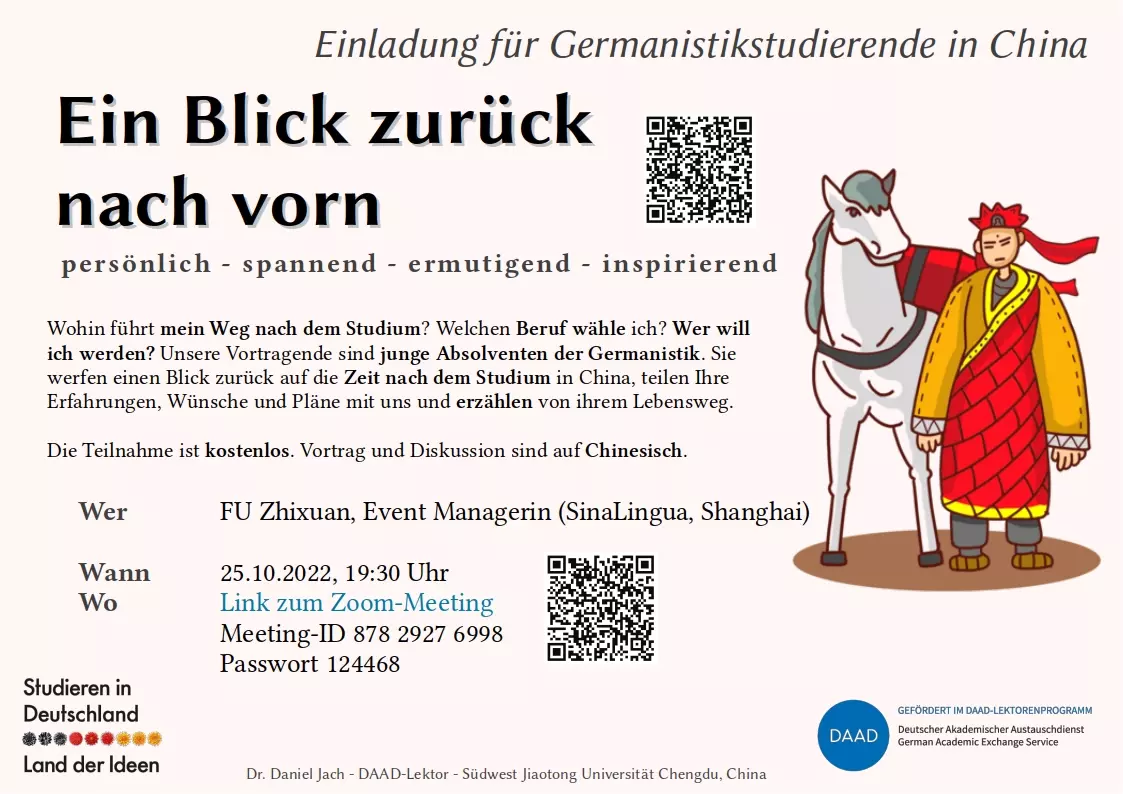 Einladung für Germanistikstudierende in China
Ein Blick zurück
nach vorn
persönlich - spannend - ermutigend - inspirierend
Wohin führt mein Weg nach dem Studium? Welchen Beruf wähle ich? Wer will
ich werden? Unsere Vortragende sind junge Absolventen der Germanistik. Sie
werfen einen Blick zurück auf die Zeit nach dem Studium in China, teilen Ihre
Erfahrungen, Wünsche und Pläne mit uns und erzählen von ihrem Lebensweg.
Die Teilnahme ist kostenlos. Vortrag und Diskussion sind auf Chinesisch.
Wer FU Zhixuan, Event Managerin (SinaLingua, Shanghai)
Wann 25.10.2022, 19:30 Uhr
Wo Link zum Zoom-Meeting
Meeting-ID 878 2927 6998
Passwort 124468
Studieren in
Deutschland
Land der Ideen
DAAD
GEFÖRDERT IM DAAD-LEKTORENPROGRAMM
Deutscher Akademischer Austauschdienst
German Academic Exchange Service
Dr. Daniel Jach - DAAD-Lektor - Südwest Jiaotong Universität Chengdu, China